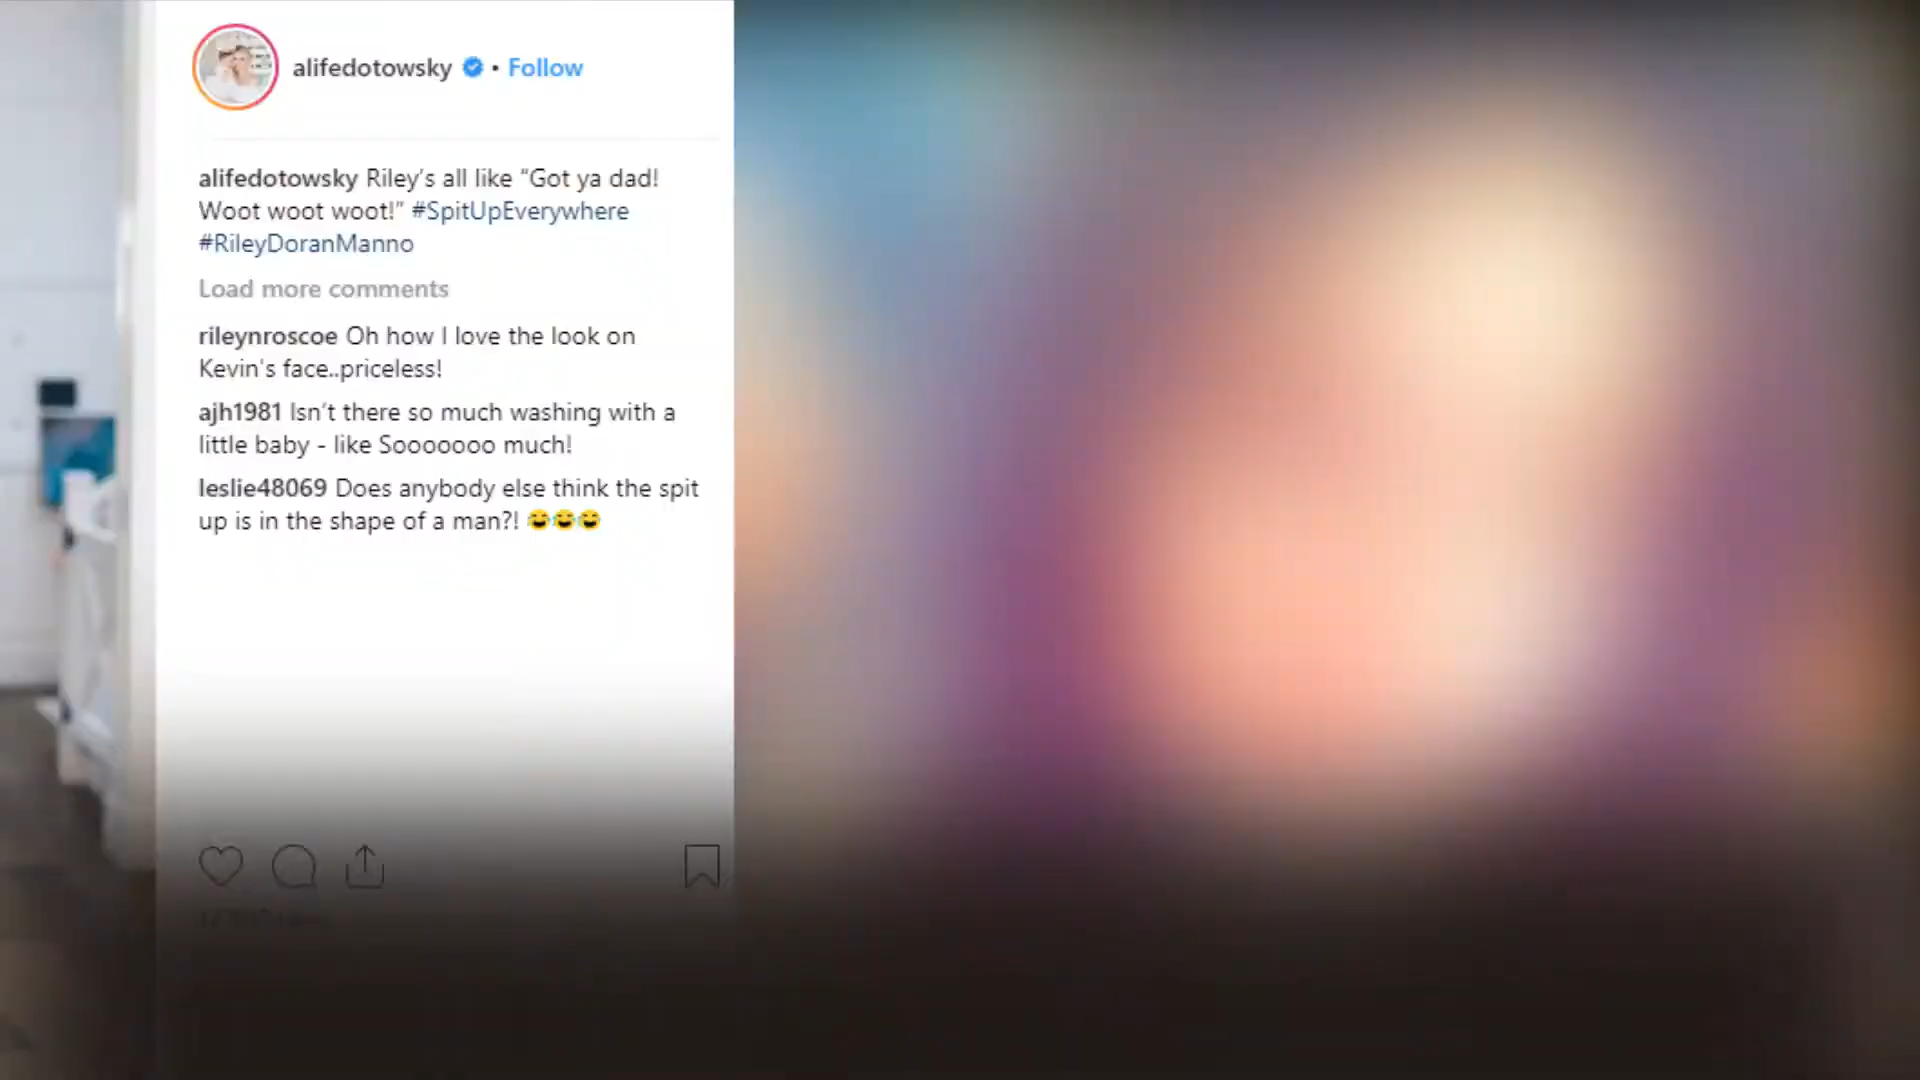 alifedotowsky • Follow
alifedotowsky Riley's all like “Got ya dad!
Woot woot woot!” #SpitUpEverywhere
#RileyDoranManno
Load more comments
rileynroscoe Oh how I love the look on
Kevin's face..priceless!
ajh1981 Isn't there so much washing with a
little baby - like Sooooooo much!
leslie48069 Does anybody else think the spit
up is in the shape of a man?! 😂😂😂